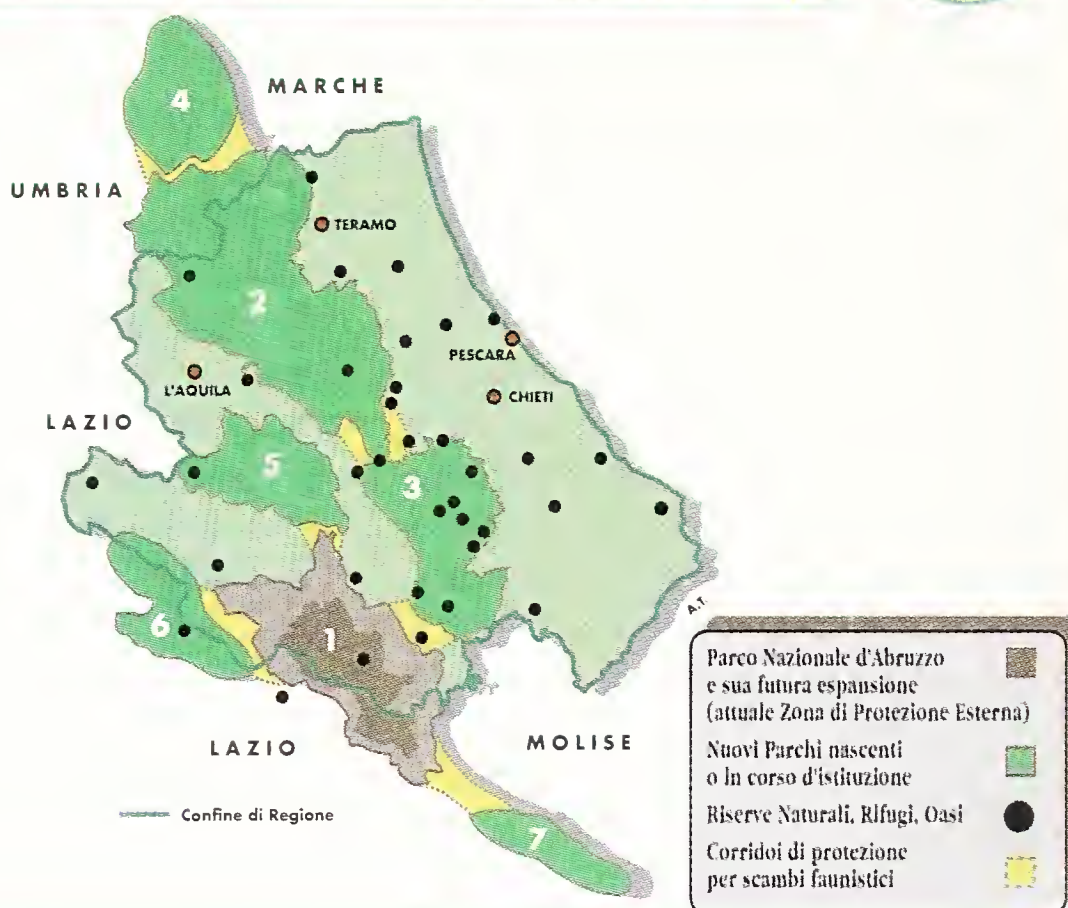 4
MARCHE
UMBRIA
TERAMO
2
PESCARA
L'AQUILA
CHIETI
LAZIO
5
3
6
1
A.T.
LAZIO
MOLISE
Confine di Regione
7
Parco Nazionale d'Abruzzo
e sua futura espansione
(attuale Zona di Protezione Esterna)
Nuovi Parchi nascenti
o in corso d'istituzione
Riserve Naturali, Rifugi, Oasi
Corridoi di protezione
per scambi faunistici